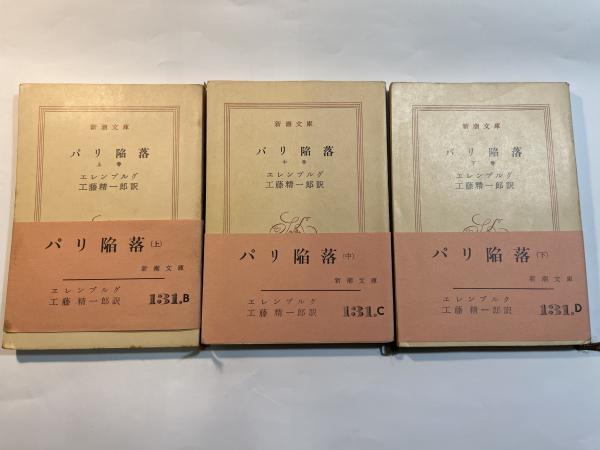 新潮文庫
パリ陥落
上巻
エレンブルグ
工藤精一郎訳
パリ陥落(上)
新潮文庫
エレンブルグ
工藤精一郎訳
131.B
新潮文庫
パリ陥落
中巻
エレンブルグ
工藤精一郎訳
パリ陥落(中)
新潮文庫
エレンブルグ
工藤精一郎訳
131.C
新潮文庫
パリ陥落
下巻
エレンブルグ
工藤精一郎訳
パリ陥落(下)
新潮文庫
エレンブルク
工藤精一郎訳
131.D